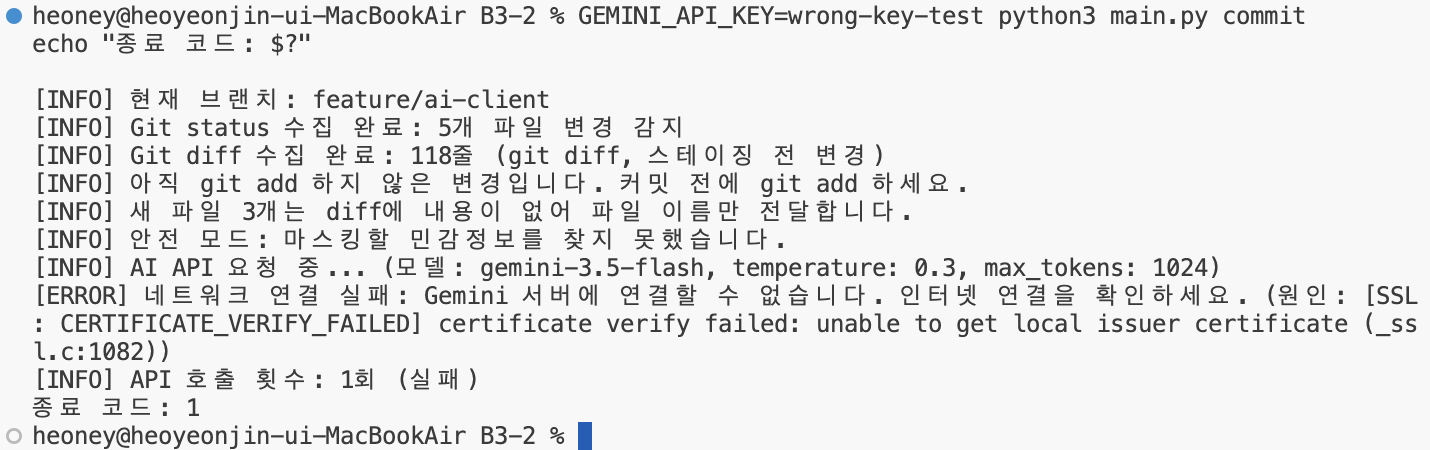 heoney@heoyeonjin-ui-MacBookAir B3-2 % GEMINI_API_KEY=wrong-key-test python3 main.py commit
echo "종료 코드: $?"
[INFO] 현재 브랜치: feature/ai-client
[INFO] Git status 수집 완료: 5개 파일 변경 감지
[INFO] Git diff 수집 완료: 118줄 (git diff, 스테이징 전 변경)
[INFO] 아직 git add 하지 않은 변경입니다. 커밋 전에 git add 하세요.
[INFO] 새 파일 3개는 diff에 내용이 없어 파일 이름만 전달합니다.
[INFO] 안전 모드: 마스킹할 민감정보를 찾지 못했습니다.
[INFO] AI API 요청 중... (모델: gemini-3.5-flash, temperature: 0.3, max_tokens: 1024)
[ERROR] 네트워크 연결 실패: Gemini 서버에 연결할 수 없습니다. 인터넷 연결을 확인하세요. (원인: [SSL
: CERTIFICATE_VERIFY_FAILED] certificate verify failed: unable to get local issuer certificate (_ss
l.c:1082))
[INFO] API 호출 횟수: 1회 (실패)
종료 코드: 1
heoney@heoyeonjin-ui-MacBookAir B3-2 %